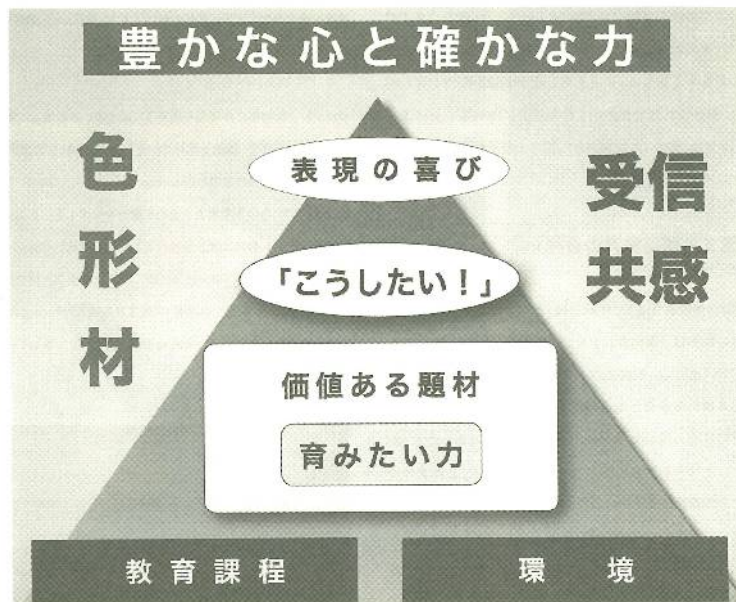 豊かな心と確かな力
色
形
材
表現の喜び
「こうしたい！」
価値ある題材
育みたい力
受信
共感
教育課程
環境